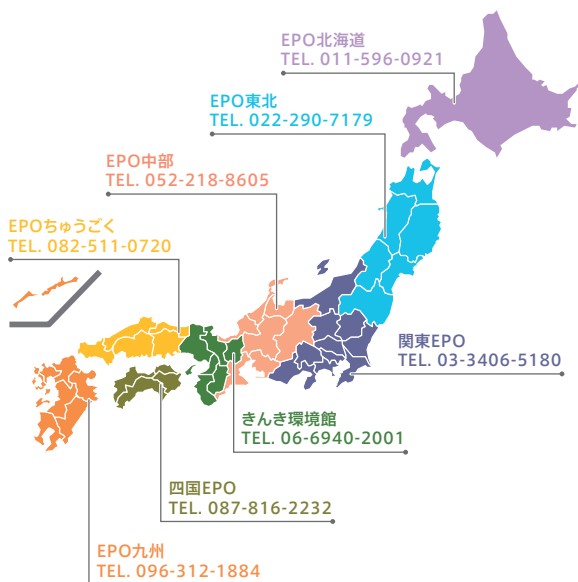 EPO北海道
TEL. 011-596-0921
EPO東北
TEL. 022-290-7179
EPO中部
TEL. 052-218-8605
EPOちゅうごく
TEL. 082-511-0720
関東EPO
TEL. 03-3406-5180
きんき環境館
TEL. 06-6940-2001
四国EPO
TEL. 087-816-2232
EPO九州
TEL. 096-312-1884